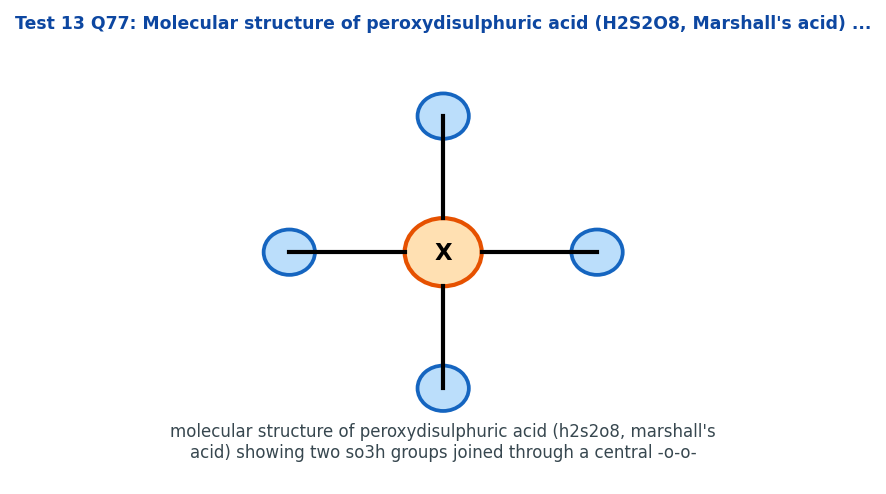 Test 13 Q77: Molecular structure of peroxydisulphuric acid (H2S2O8, Marshall's acid) ...
X
molecular structure of peroxydisulphuric acid (h2s2o8, marshall's
acid) showing two so3h groups joined through a central -o-o-